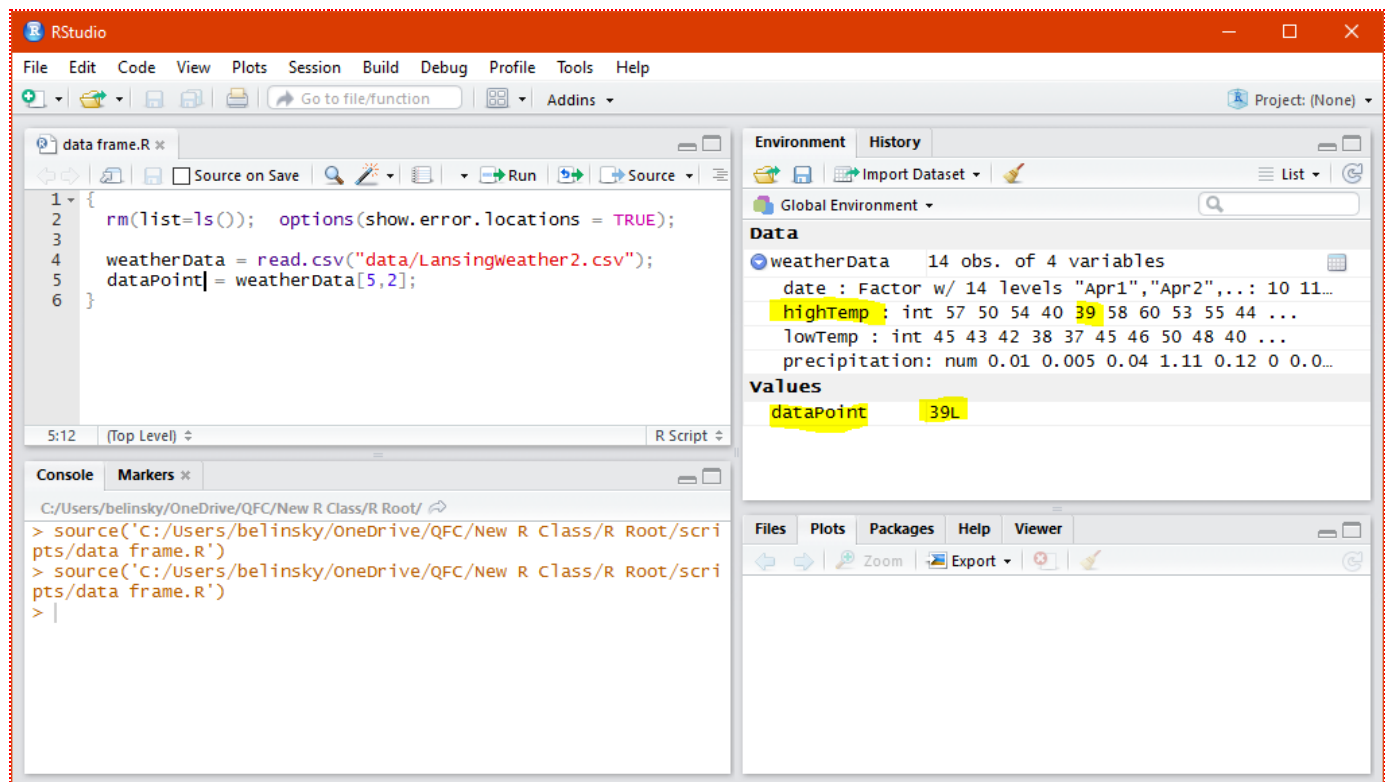 RStudio
File Edit Code View Plots Session Build Debug Profile Tools Help
Go to file/function Addins Project: (None)
data frame.R
Source on Save Run Source
1 {
2 rm(list=ls()); options(show.error.locations = TRUE);
3
4 weatherData = read.csv("data/LansingWeather2.csv");
5 dataPoint = weatherData[5,2];
6 }
5:12 (Top Level) R Script
Console Markers
C:/Users/belinsky/OneDrive/QFC/New R Class/R Root/
> source('C:/Users/belinsky/OneDrive/QFC/New R Class/R Root/scri
pts/data frame.R')
> source('C:/Users/belinsky/OneDrive/QFC/New R Class/R Root/scri
pts/data frame.R')
>
Environment History
Import Dataset List
Global Environment
Data
weatherData 14 obs. of 4 variables
date : Factor w/ 14 levels "Apr1","Apr2",..: 10 11…
highTemp : int 57 50 54 40 39 58 60 53 55 44 ...
lowTemp : int 45 43 42 38 37 45 46 50 48 40 ...
precipitation: num 0.01 0.005 0.04 1.11 0.12 0 0.0…
Values
dataPoint 39L
Files Plots Packages Help Viewer
Zoom Export